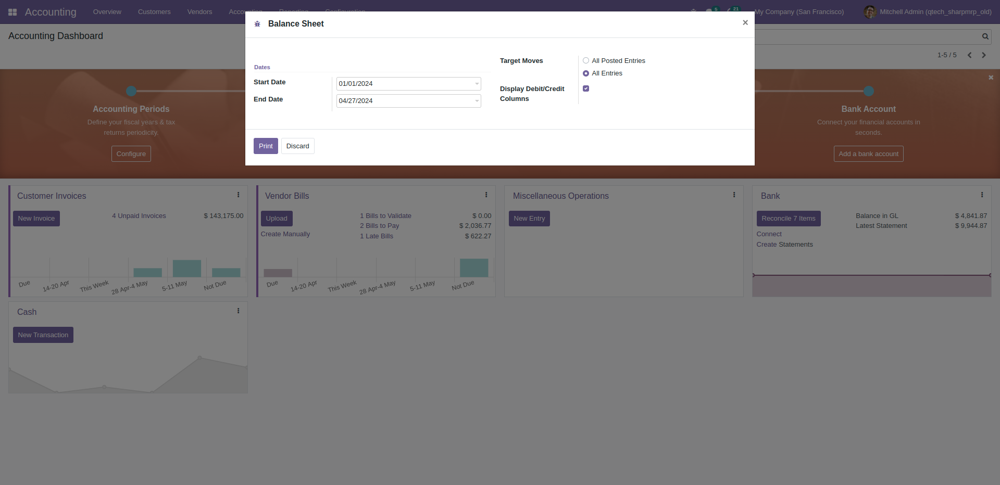 Accounting
Overview
Customers
Vendors
5
21
My Company (San Francisco)
Mitchell Admin (qtech_sharpmrp_old)
Accounting Dashboard
1-5 / 5
Balance Sheet
×
Dates
Start Date
01/01/2024
End Date
04/27/2024
Target Moves
All Posted Entries
All Entries
Display Debit/Credit
Columns
Print
Discard
Accounting Periods
Define your fiscal years & tax
returns periodicity.
Configure
Bank Account
Connect your financial accounts in
seconds.
Add a bank account
Customer Invoices
New Invoice
4 Unpaid Invoices
$ 143,175.00
Due
14-20 Apr
This Week
28 Apr-4 May
5-11 May
Not Due
Vendor Bills
Upload
Create Manually
1 Bills to Validate
$ 0.00
2 Bills to Pay
$ 2,036.77
1 Late Bills
$ 622.27
Due
14-20 Apr
This Week
28 Apr-4 May
5-11 May
Not Due
Miscellaneous Operations
New Entry
Bank
Reconcile 7 Items
Connect
Create Statements
Balance in GL
$ 4,841.87
Latest Statement
$ 9,944.87
Cash
New Transaction